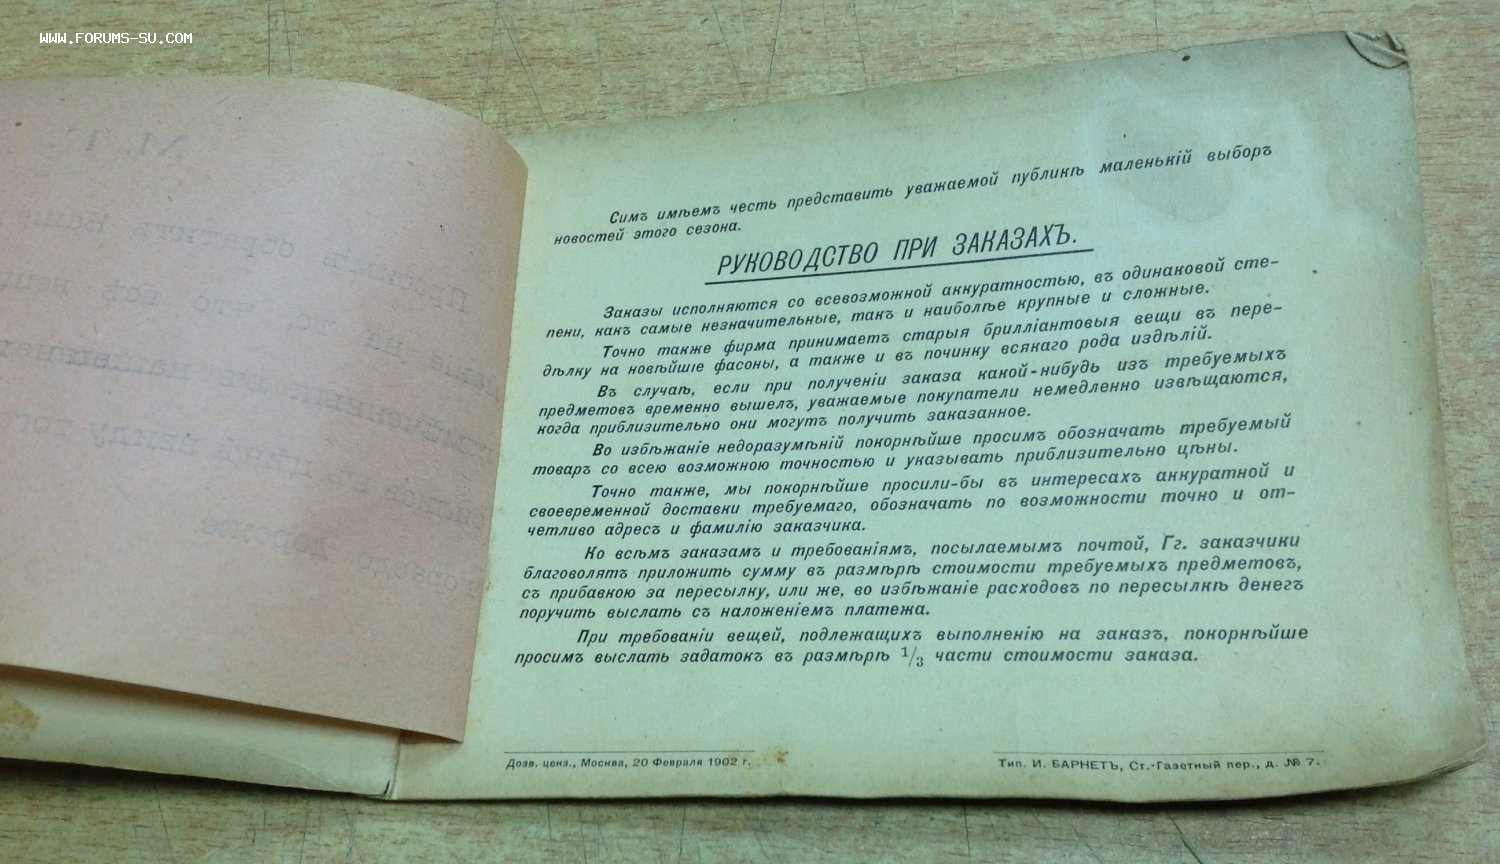 WWW.FORUMS-SU.COM
Симъ имѣемъ честь представить уважаемой публикѣ маленькій выборъ
новостей этого сезона.
РУКОВОДСТВО ПРИ ЗАКАЗАХЪ.
Заказы исполняются со всевозможной аккуратностью, въ одинаковой сте-
пени, какъ самые незначительные, такъ и наиболѣе крупные и сложные.
Точно также фирма принимаетъ старыя брилліантовыя вещи въ пере-
дѣлку на новѣйшіе фасоны, а также и въ починку всякаго рода издѣлій.
Въ случаѣ, если при полученіи заказа какой-нибудь изъ требуемыхъ
предметовъ временно вышелъ, уважаемые покупатели немедленно извѣщаются,
когда приблизительно они могутъ получить заказанное.
Во избѣжаніе недоразумѣній покорнѣйше просимъ обозначать требуемый
товаръ со всею возможною точностью и указывать приблизительно цѣны.
Точно также, мы покорнѣйше просили-бы въ интересахъ аккуратной и
своевременной доставки требуемаго, обозначать по возможности точно и от-
четливо адресъ и фамилію заказчика.
Ко всѣмъ заказамъ и требованіямъ, посылаемымъ почтой, Гг. заказчики
благоволятъ приложить сумму въ размѣрѣ стоимости требуемыхъ предметовъ,
съ прибавкою за пересылку, или же, во избѣжаніе расходовъ по пересылкѣ денегъ
поручить выслать съ наложеніемъ платежа.
При требованіи вещей, подлежащихъ выполненію на заказъ, покорнѣйше
просимъ выслать задатокъ въ размѣрѣ 1/3 части стоимости заказа.
Дозв. ценз., Москва, 20 Февраля 1902 г.
Тип. И. БАРНЕТЪ, Ст.-Газетный пер., д. № 7.